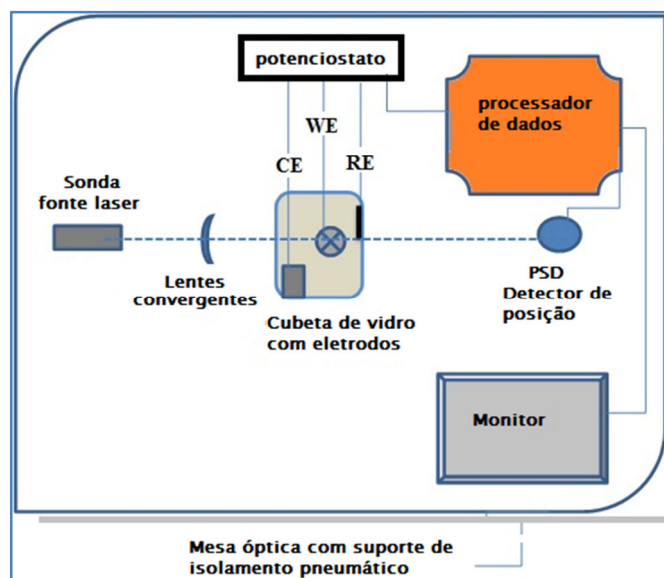 potenciostato
processador
de dados
WE
CE
RE
Sonda
fonte laser
Lentes
convergentes
Cubeta de vidro
com eletrodos
PSD
Detector de
posição
Monitor
Mesa óptica com suporte de
isolamento pneumático